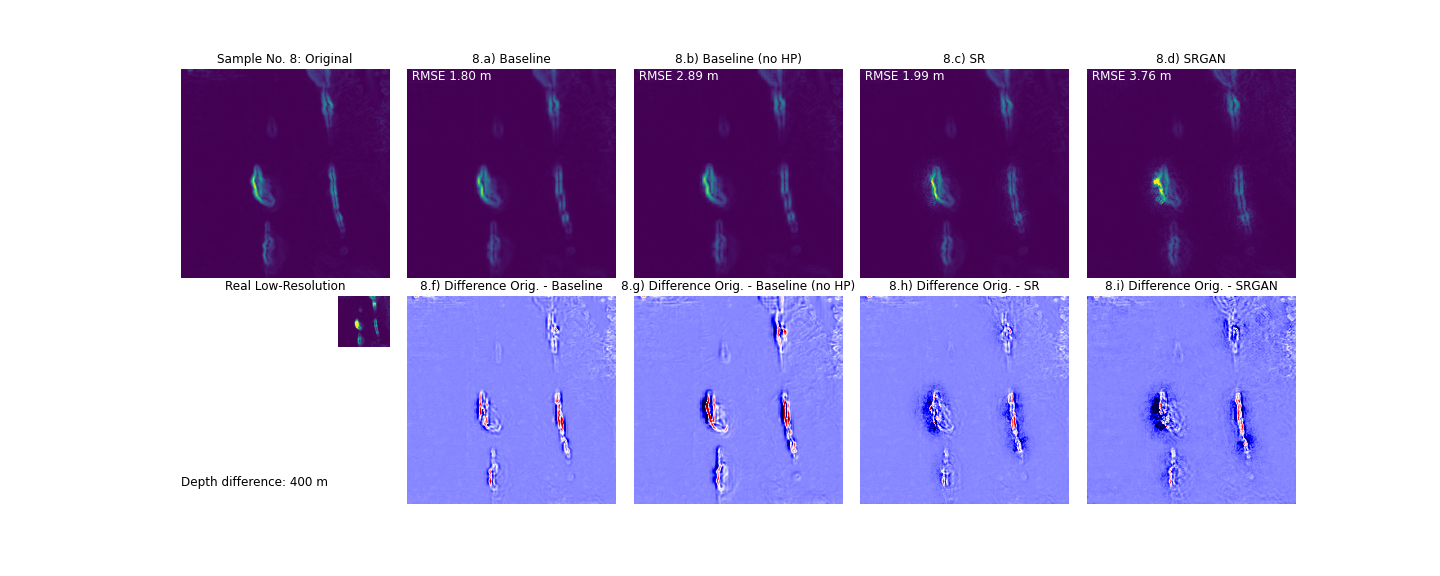 Sample No. 8: Original
8.a) Baseline
8.b) Baseline (no HP)
8.c) SR
8.d) SRGAN
RMSE 1.80 m
RMSE 2.89 m
RMSE 1.99 m
RMSE 3.76 m
Real Low-Resolution
8.f) Difference Orig. - Baseline
8.g) Difference Orig. - Baseline (no HP)
8.h) Difference Orig. - SR
8.i) Difference Orig. - SRGAN
Depth difference: 400 m